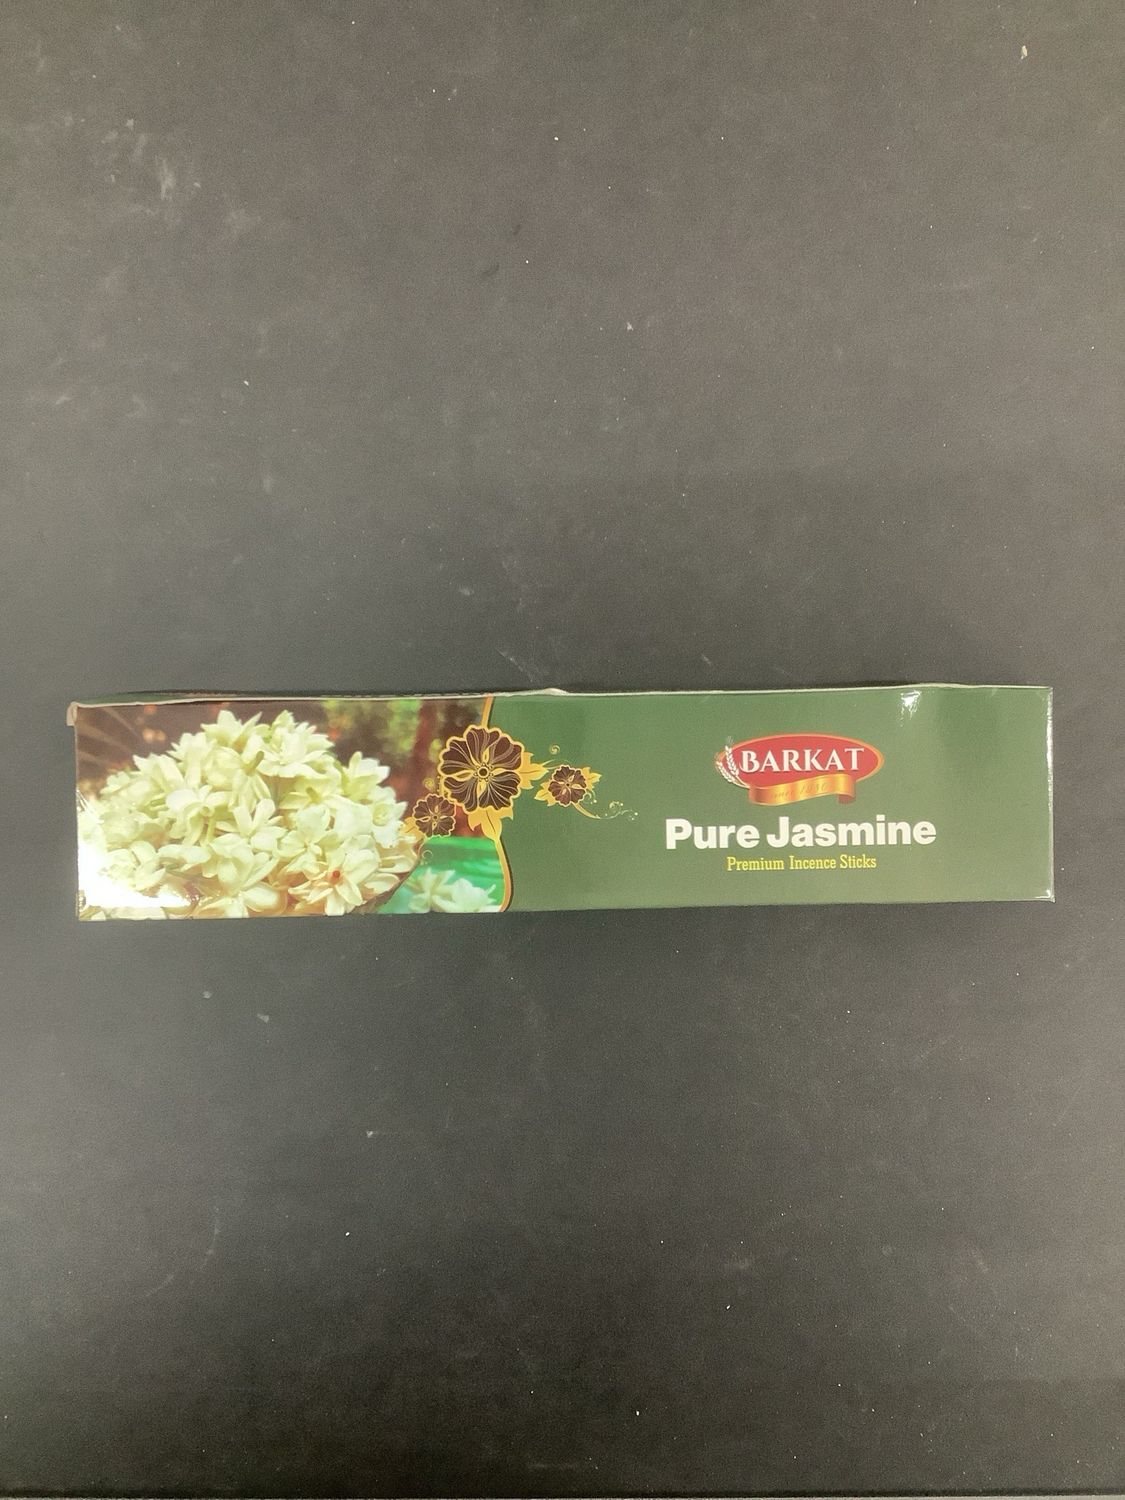 BARKAT
Pure Jasmine
Premium Incence Sticks